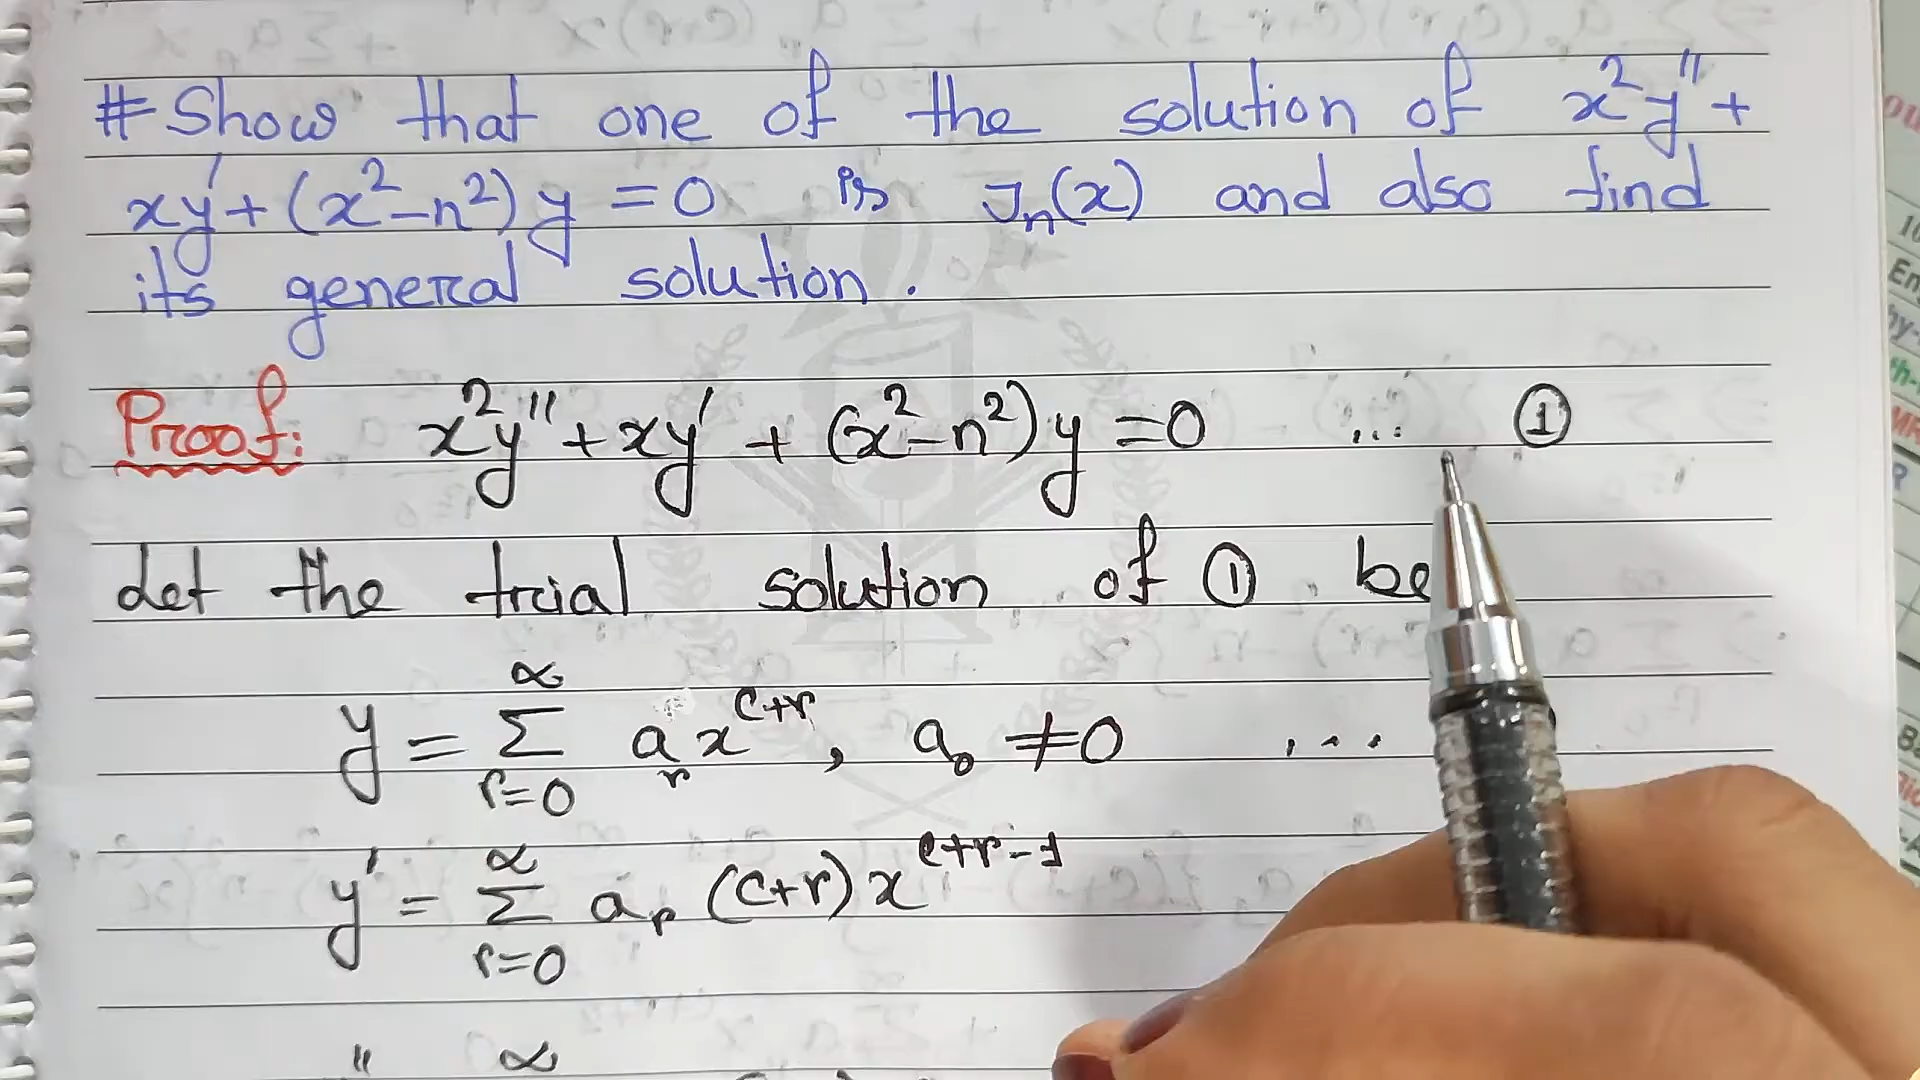 # Show that one of the solution of x²y'' +
xy' + (x² - n²) y = 0 is Jₙ(x) and also find
its general solution.
Proof: x²y'' + xy' + (x² - n²) y = 0 ... ①
Let the trial solution of ① be
y = Σ_{r=0}^{∝} aᵣ x^{c+r}, a₀ ≠ 0 ...
y' = Σ_{r=0}^{∝} aᵣ (c+r) x^{c+r-1}
'' ∝